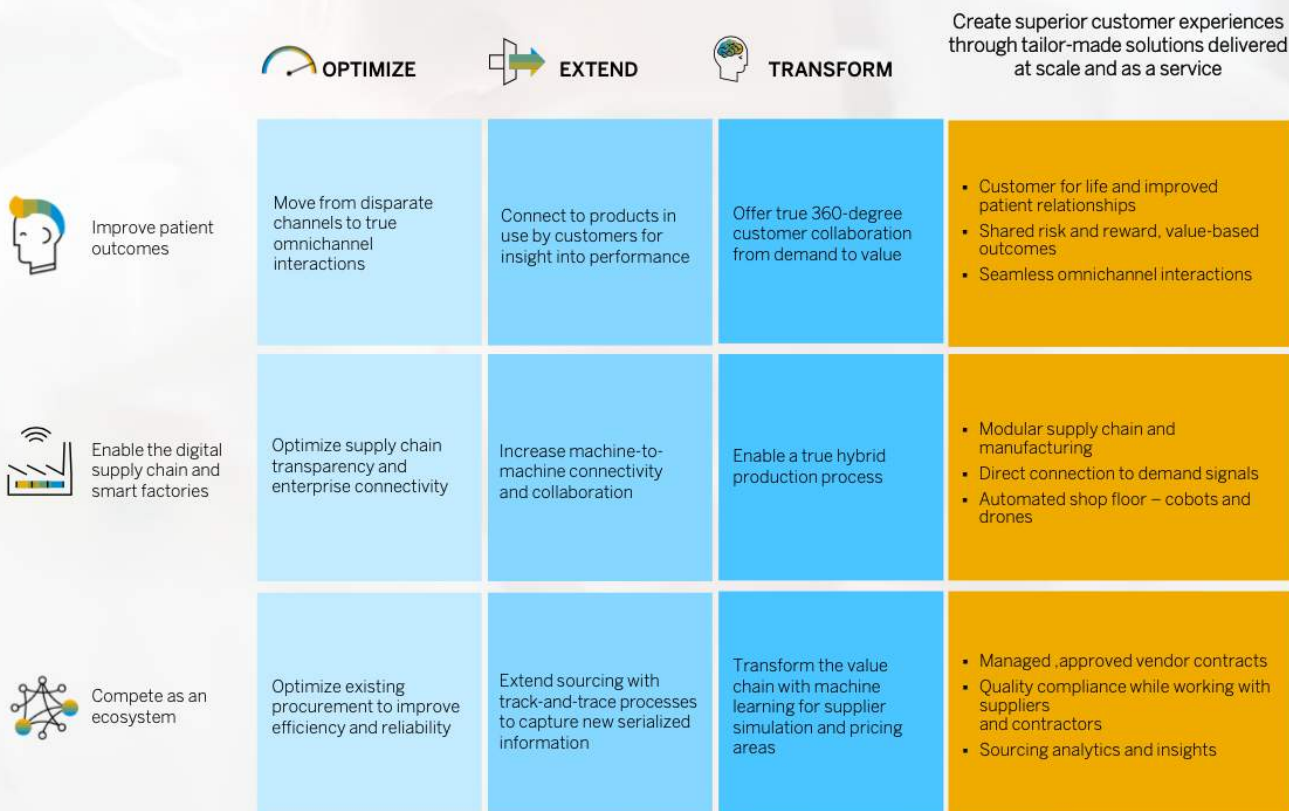 OPTIMIZE
EXTEND
TRANSFORM
Create superior customer experiences
through tailor-made solutions delivered
at scale and as a service
Improve patient
outcomes
Move from disparate
channels to true
omnichannel
interactions
Connect to products in
use by customers for
insight into performance
Offer true 360-degree
customer collaboration
from demand to value
▪ Customer for life and improved
patient relationships
▪ Shared risk and reward, value-based
outcomes
▪ Seamless omnichannel interactions
Enable the digital
supply chain and
smart factories
Optimize supply chain
transparency and
enterprise connectivity
Increase machine-to-
machine connectivity
and collaboration
Enable a true hybrid
production process
▪ Modular supply chain and
manufacturing
▪ Direct connection to demand signals
▪ Automated shop floor – cobots and
drones
Compete as an
ecosystem
Optimize existing
procurement to improve
efficiency and reliability
Extend sourcing with
track-and-trace processes
to capture new serialized
information
Transform the value
chain with machine
learning for supplier
simulation and pricing
areas
▪ Managed ,approved vendor contracts
▪ Quality compliance while working with
suppliers
and contractors
▪ Sourcing analytics and insights